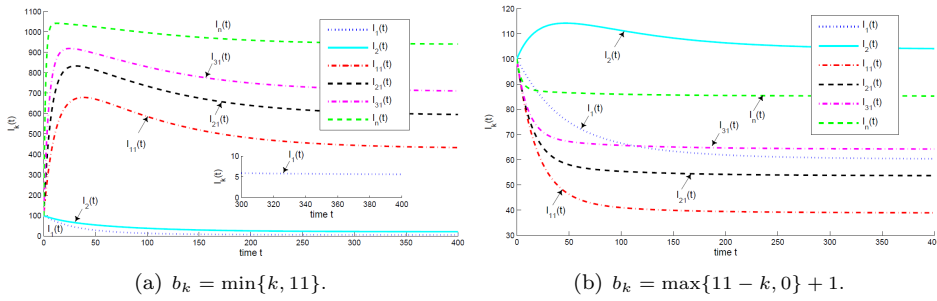 1100
1000
900
800
700
600
500
400
300
200
100
0
I_k(t)
0 50 100 150 200 250 300 350 400
time t
I_n(t)
I_31(t)
I_21(t)
I_11(t)
I_2(t)
I_1(t)
I_1(t)
I_2(t)
I_11(t)
I_21(t)
I_31(t)
I_n(t)
10
5
0
I_k(t)
I_1(t)
300 320 340 360 380 400
time t
(a) b_k = min{k, 11}.
120
110
100
90
80
70
60
50
40
30
I_k(t)
0 50 100 150 200 250 300 350 400
time t
I_2(t)
I_1(t)
I_n(t)
I_31(t)
I_21(t)
I_11(t)
I_1(t)
I_2(t)
I_11(t)
I_21(t)
I_31(t)
I_n(t)
(b) b_k = max{11 − k, 0} + 1.